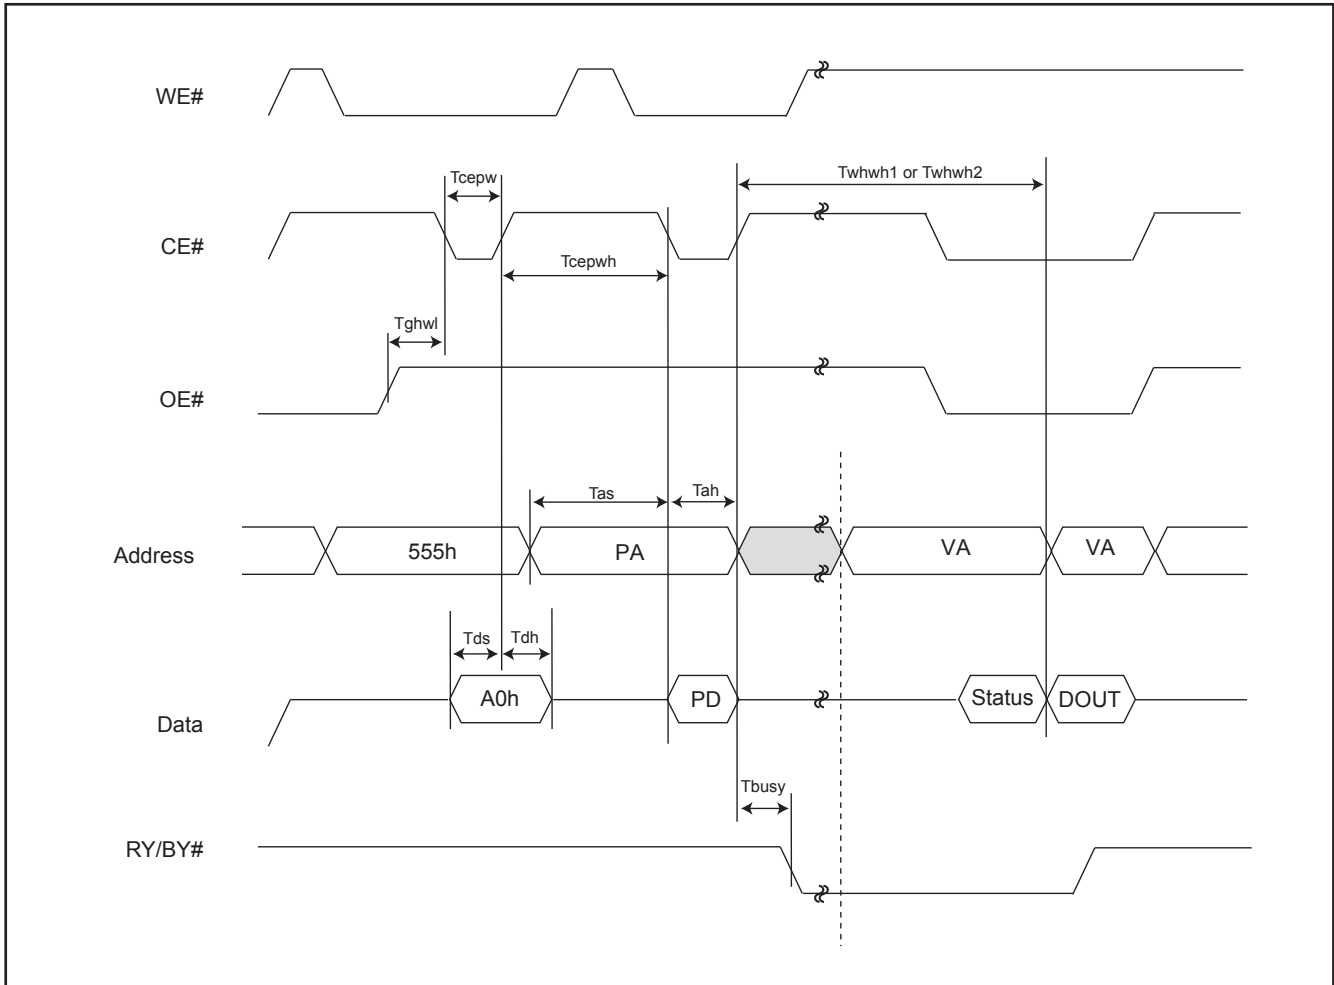 WE#
Tcepw
Twhwh1 or Twhwh2
CE#
Tcepwh
Tghwl
OE#
Tas
Tah
Address
555h
PA
VA
VA
Tds
Tdh
Data
A0h
PD
Status
DOUT
Tbusy
RY/BY#